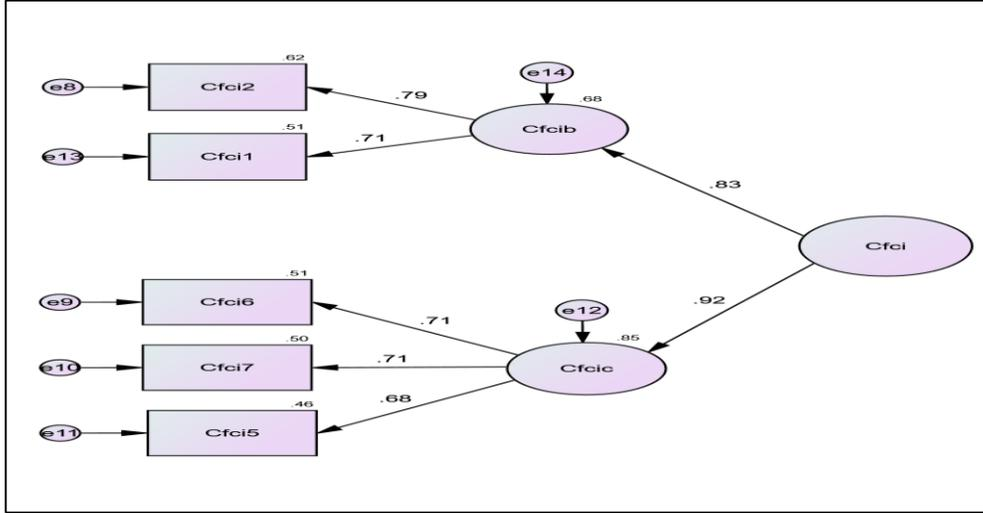 .62
e8
Cfci2
.79
e14
.68
Cfcib
.51
e13
Cfci1
.71
.83
Cfci
.51
e9
Cfci6
.71
.92
e12
.85
Cfcic
.50
e10
Cfci7
.71
.46
e11
Cfci5
.68